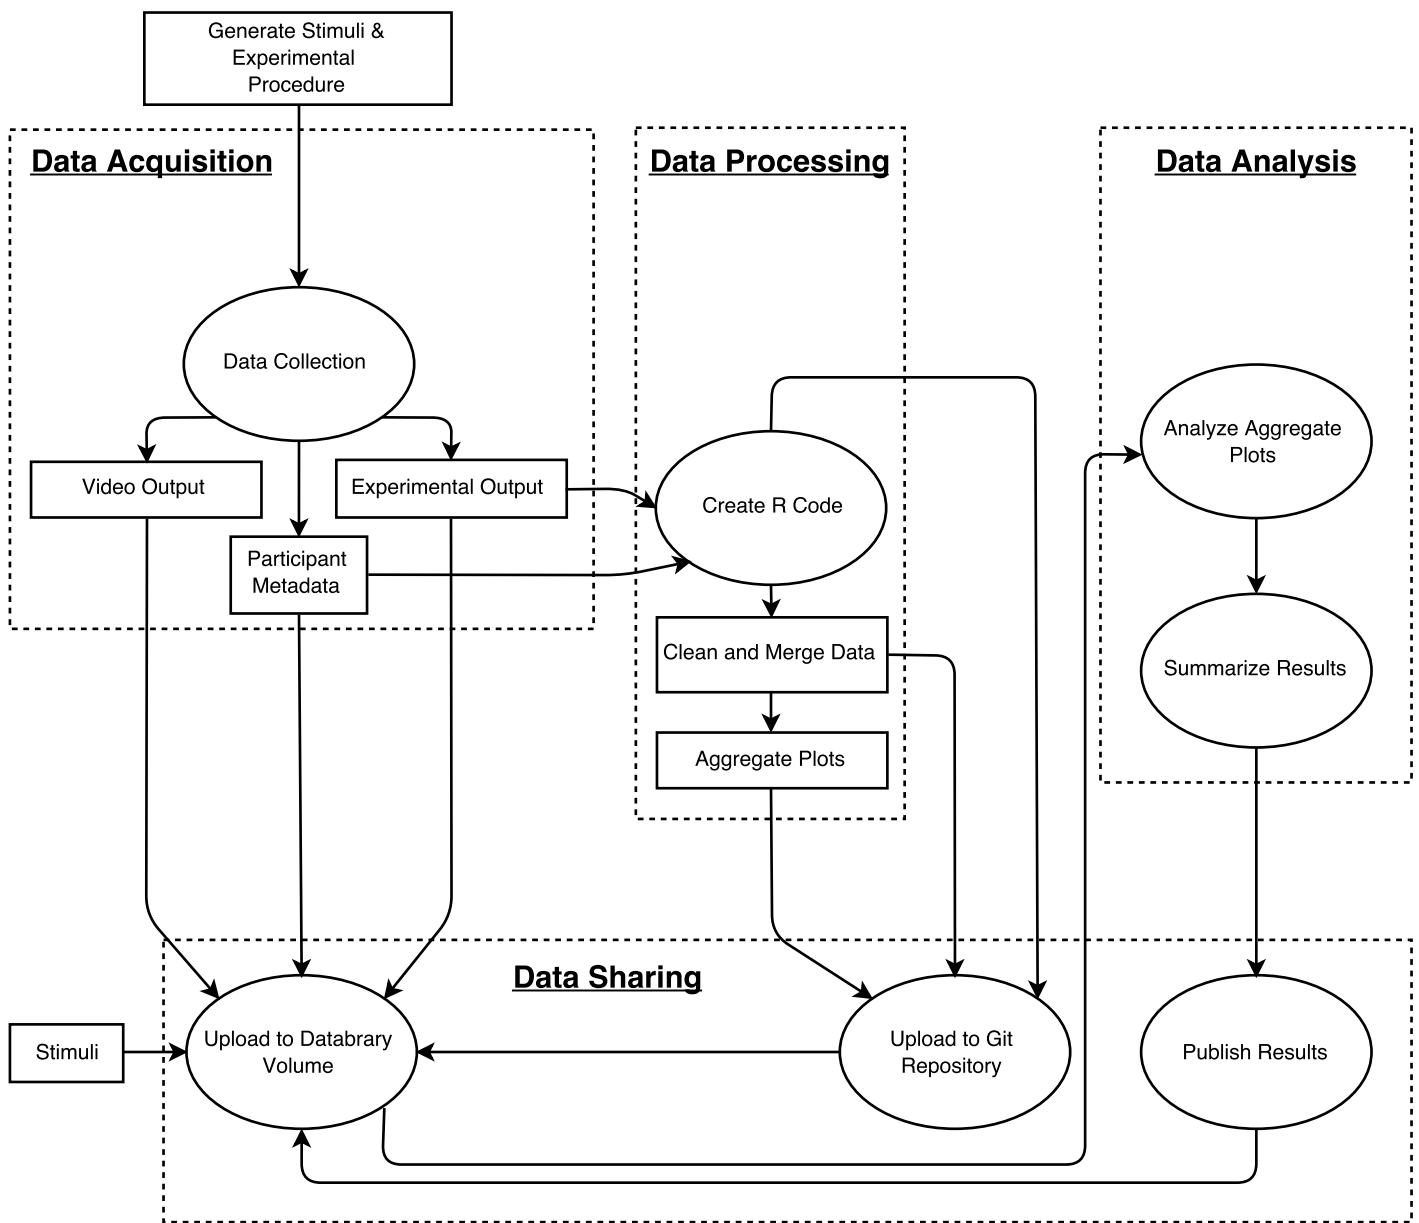 Generate Stimuli &
Experimental
Procedure
Data Acquisition
Data Processing
Data Analysis
Data Collection
Video Output
Experimental Output
Participant
Metadata
Create R Code
Clean and Merge Data
Aggregate Plots
Analyze Aggregate
Plots
Summarize Results
Data Sharing
Stimuli
Upload to Databrary
Volume
Upload to Git
Repository
Publish Results